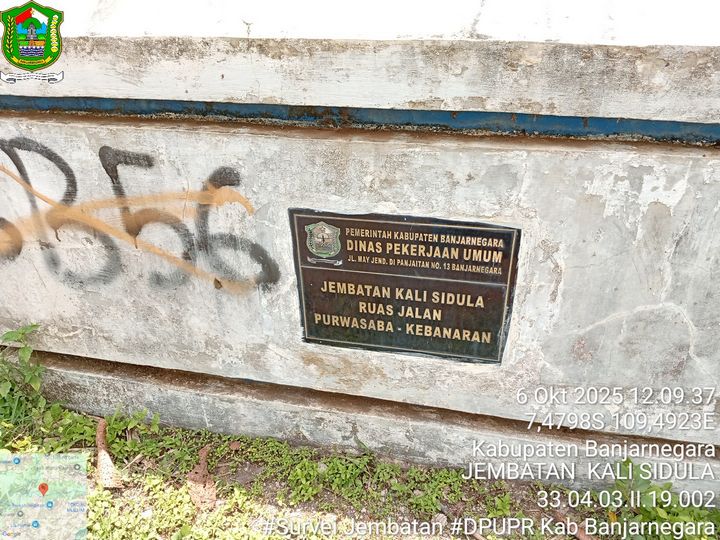 PEMERINTAH KABUPATEN BANJARNEGARA
DINAS PEKERJAAN UMUM
JL. MAY JEND. DI PANJAITAN NO. 13 BANJARNEGARA
JEMBATAN KALI SIDULA
RUAS JALAN
PURWASABA - KEBANARAN
6 Okt 2025 12.09.37
7,4798S 109,4923E
Kabupaten Banjarnegara
JEMBATAN KALI SIDULA
33.04.03.II.19.002
#Survei Jembatan #DPUPR Kab Banjarnegara